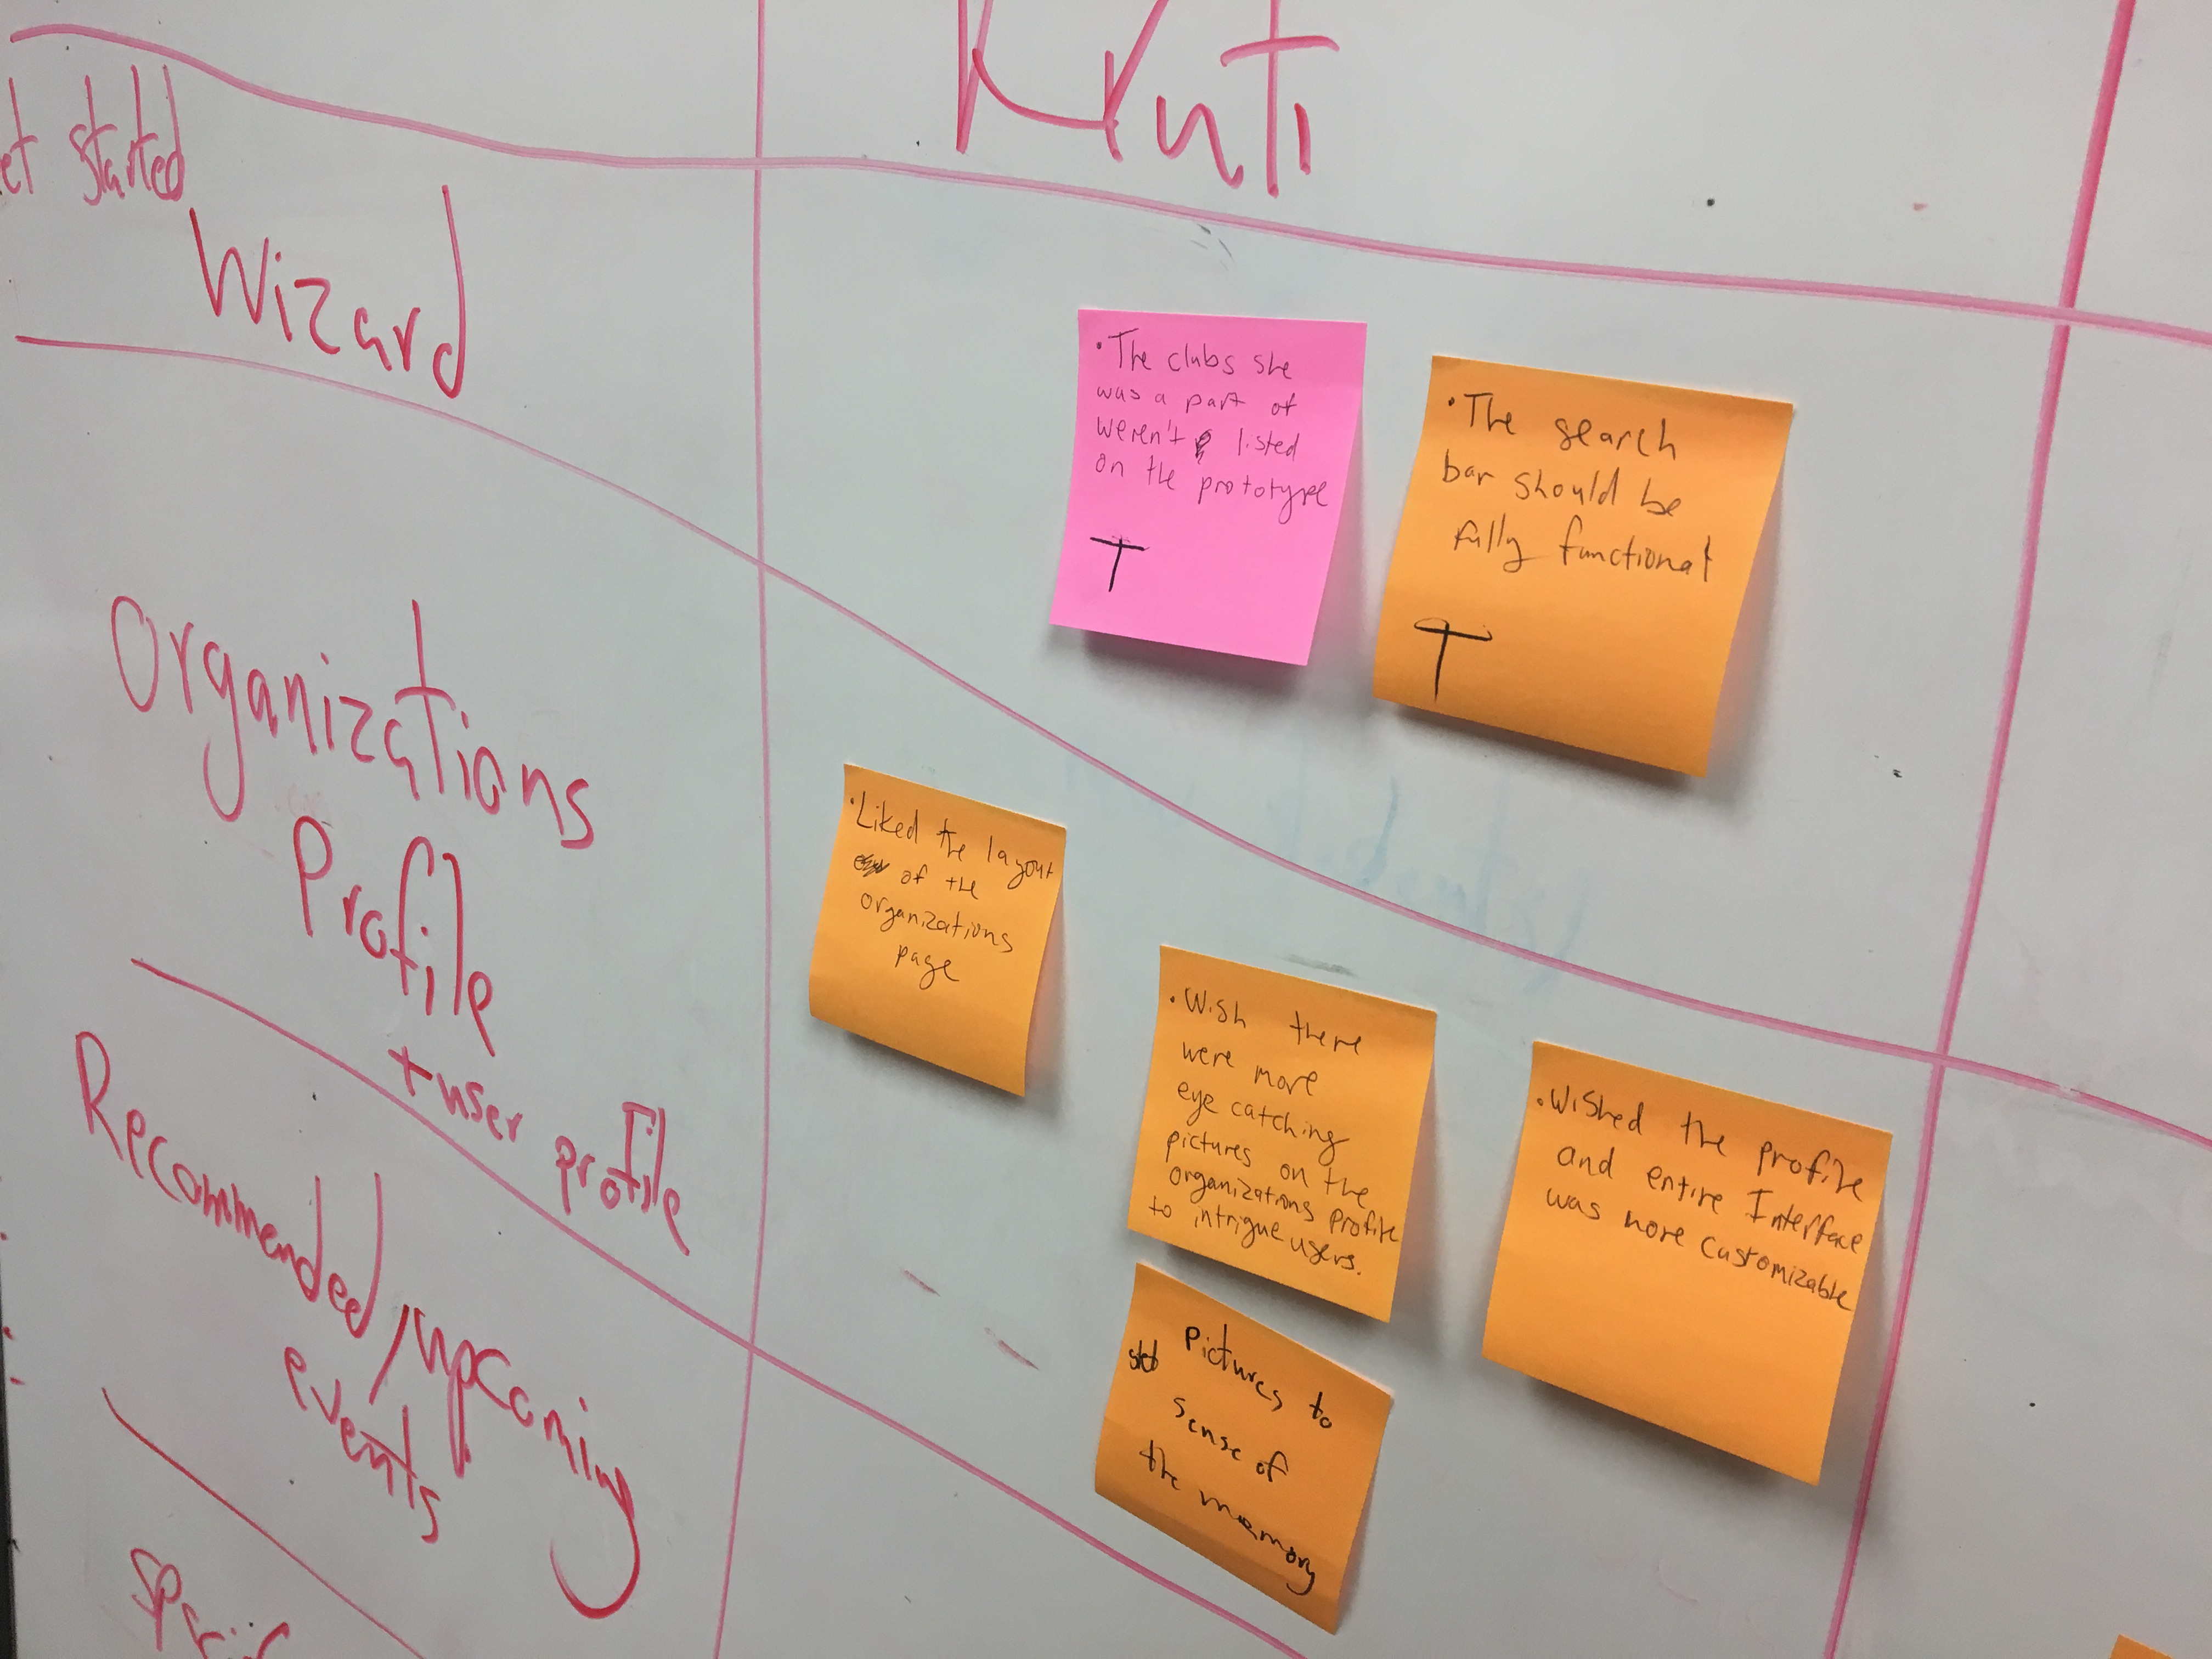 Kruti
et started
Wizard
• The clubs she
was a part of
weren't listed
on the prototype
T
• The search
bar should be
fully functional
T
Organizations
Profile
+ user profile
• Liked the layout
of the
organizations
page
• Wish there
were more
eye catching
pictures on the
organizations profile
to intrigue users.
• Wished the profile
and entire Interface
was more customizable
Pictures to
sense of
the memory
Recommended/upcoming
events